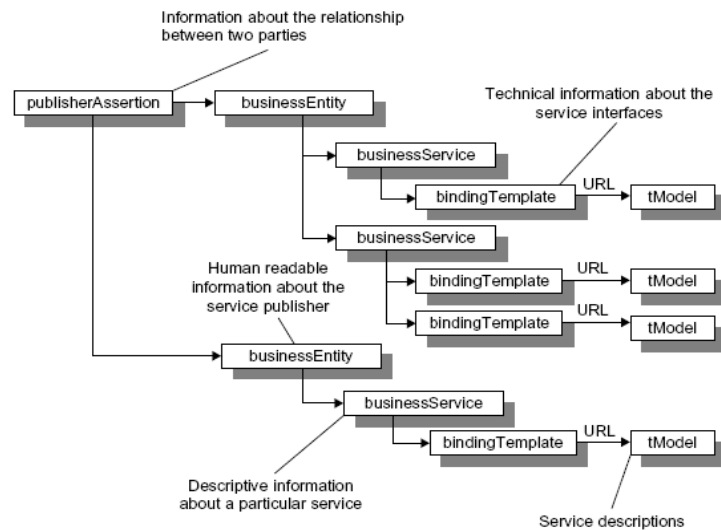 Information about the relationship
between two parties
publisherAssertion
businessEntity
Technical information about the
service interfaces
businessService
bindingTemplate
URL
tModel
businessService
Human readable
information about the
service publisher
bindingTemplate
URL
tModel
bindingTemplate
URL
tModel
businessEntity
businessService
bindingTemplate
URL
tModel
Descriptive information
about a particular service
Service descriptions